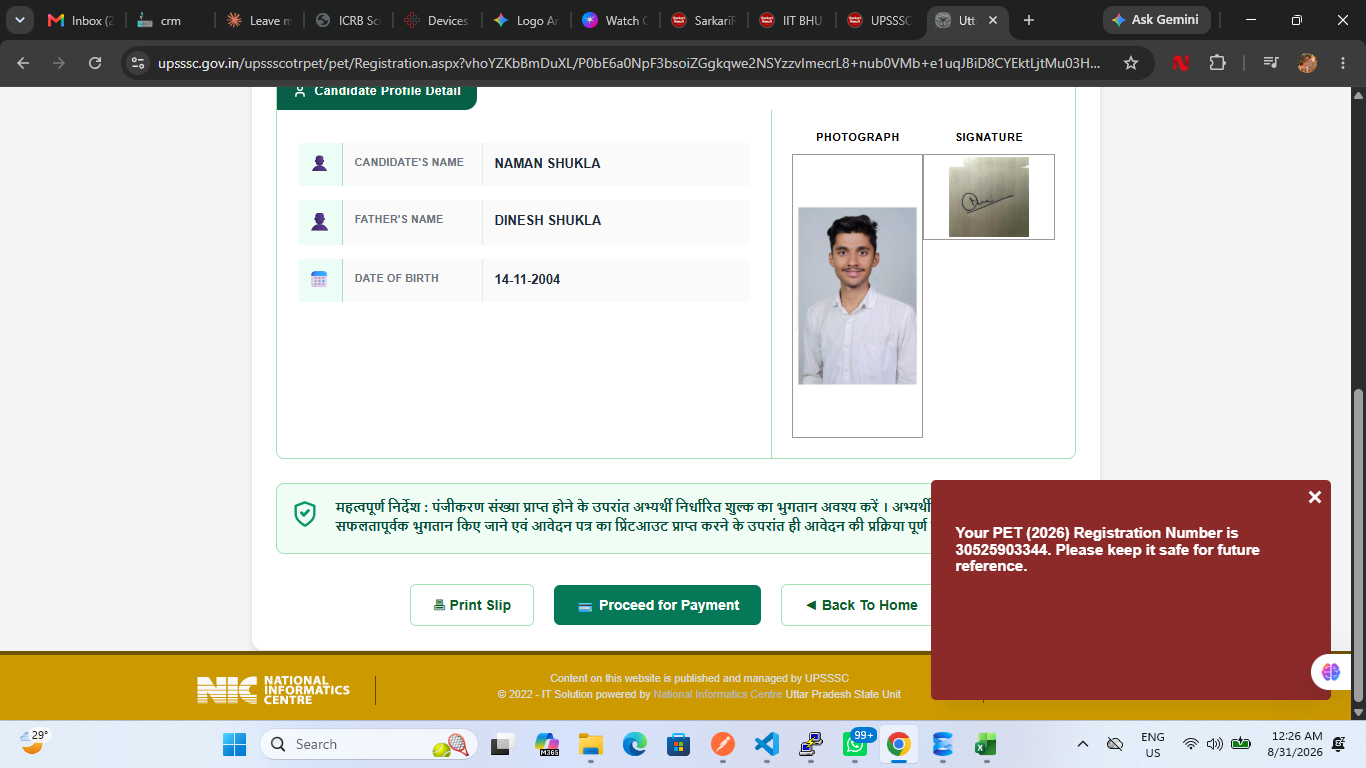 Inbox (2
crm
Leave m
ICRB Sci
Devices
Logo Ar
Watch C
SarkariR
IIT BHU
UPSSSC
Utt
Ask Gemini
upsssc.gov.in/upssscotrpet/pet/Registration.aspx?vhoYZKbBmDuXL/P0bE6a0NpF3bsoiZGgkqwe2NSYzzvlmecrL8+nub0VMb+e1uqJBiD8CYEktLjtMu03H...
Candidate Profile Detail
CANDIDATE'S NAME
NAMAN SHUKLA
FATHER'S NAME
DINESH SHUKLA
DATE OF BIRTH
14-11-2004
PHOTOGRAPH
SIGNATURE
महत्वपूर्ण निर्देश : पंजीकरण संख्या प्राप्त होने के उपरांत अभ्यर्थी निर्धारित शुल्क का भुगतान अवश्य करें । अभ्यर्थी
सफलतापूर्वक भुगतान किए जाने एवं आवेदन पत्र का प्रिंटआउट प्राप्त करने के उपरांत ही आवेदन की प्रक्रिया पूर्ण
Your PET (2026) Registration Number is
30525903344. Please keep it safe for future
reference.
Print Slip
Proceed for Payment
Back To Home
NIC NATIONAL
INFORMATICS
CENTRE
Content on this website is published and managed by UPSSSC
© 2022 - IT Solution powered by National Informatics Centre Uttar Pradesh State Unit
29°
Search
M365
99+
ENG
US
12:26 AM
8/31/2026